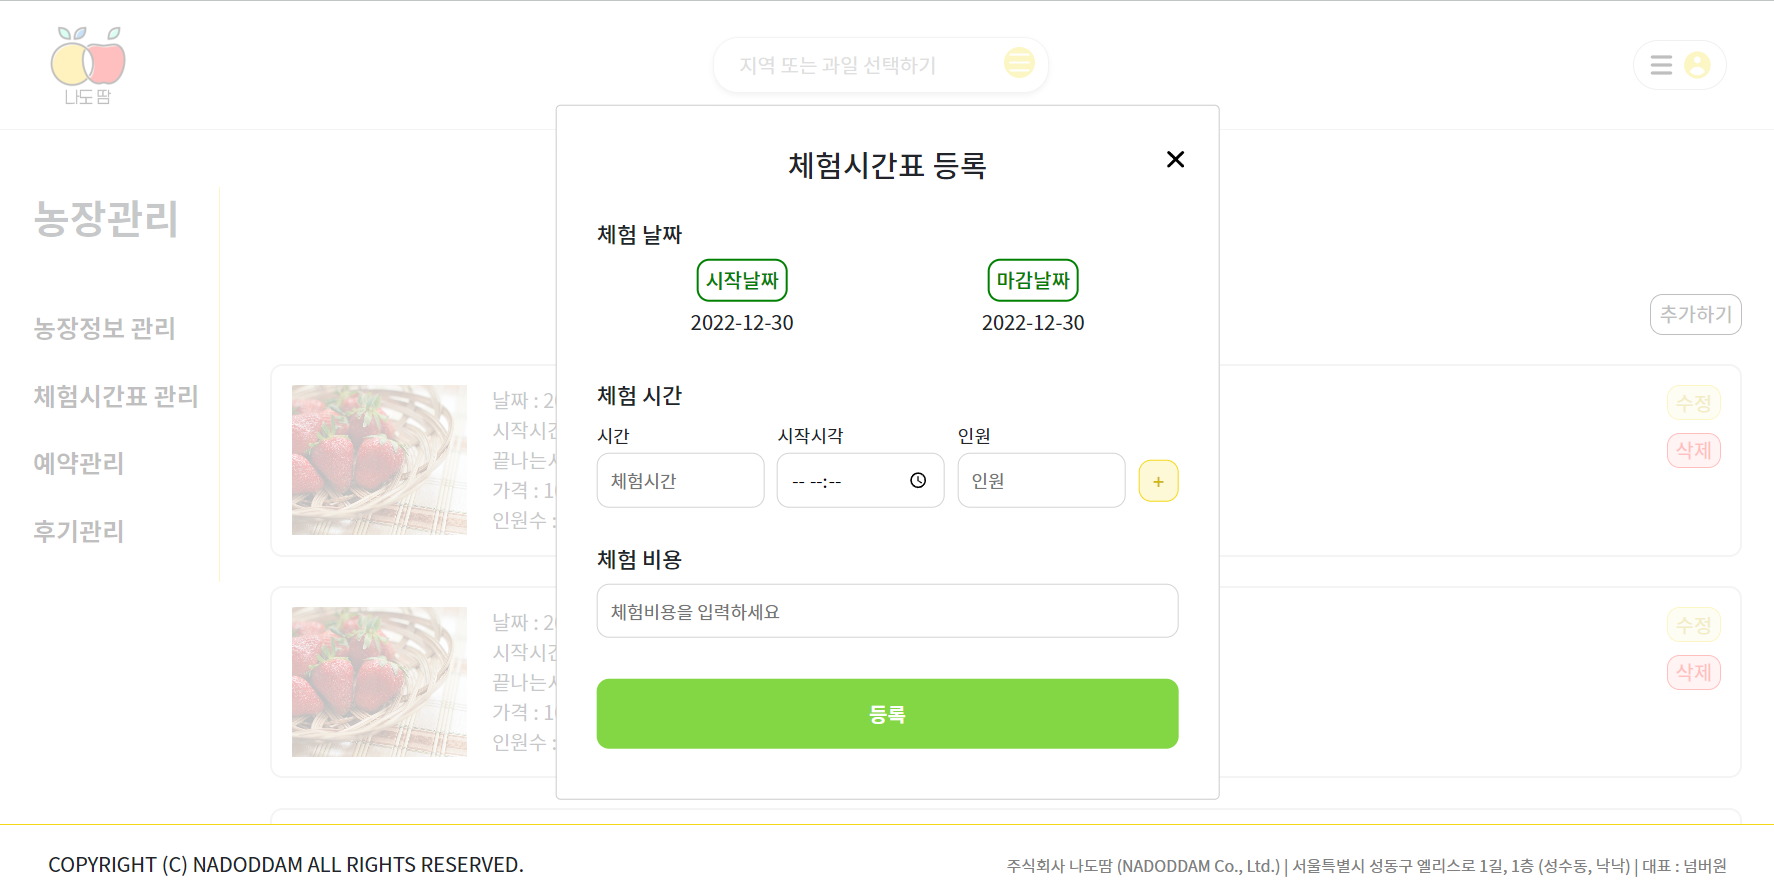 나도 땀
지역 또는 과일 선택하기
체험시간표 등록
농장관리
농장정보 관리
체험시간표 관리
예약관리
후기관리
체험 날짜
시작날짜
마감날짜
2022-12-30
2022-12-30
체험 시간
시간
시작시각
인원
체험시간
-- --:--
인원
+
체험 비용
체험비용을 입력하세요
등록
추가하기
날짜 : 20
시작시간
끝나는
가격 : 1
인원수 :
수정
삭제
날짜 : 20
시작시간
끝나는
가격 : 1
인원수 :
수정
삭제
COPYRIGHT (C) NADODDAM ALL RIGHTS RESERVED.
주식회사 나도땀 (NADODDAM Co., Ltd.) | 서울특별시 성동구 엘리스로 1길, 1층 (성수동, 낙낙) | 대표 : 넘버원